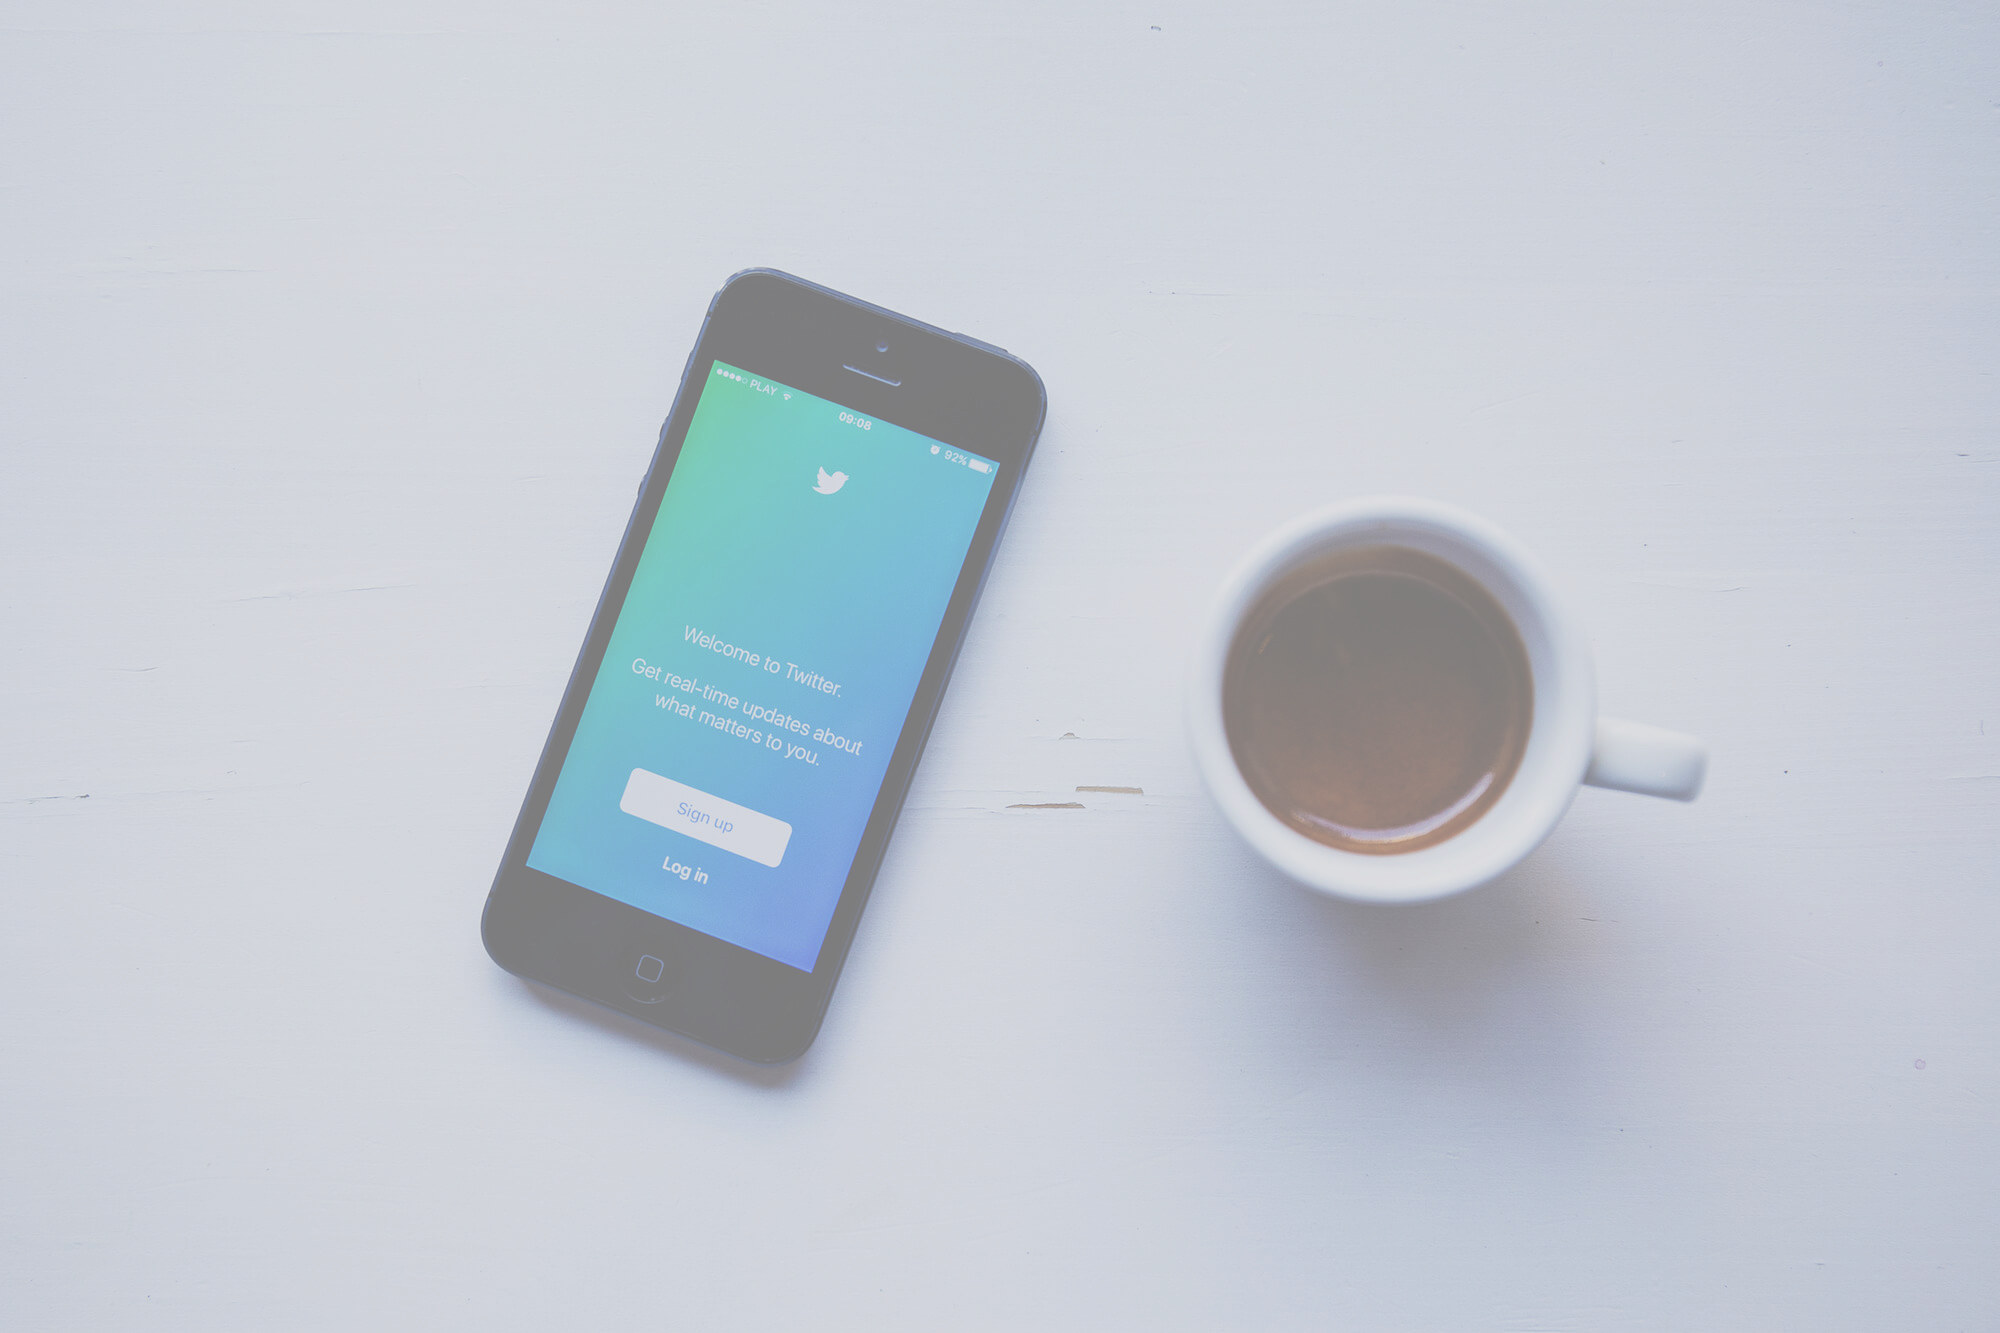 PLAY
09:08
92%
Welcome to Twitter.
Get real-time updates about
what matters to you.
Sign up
Log in